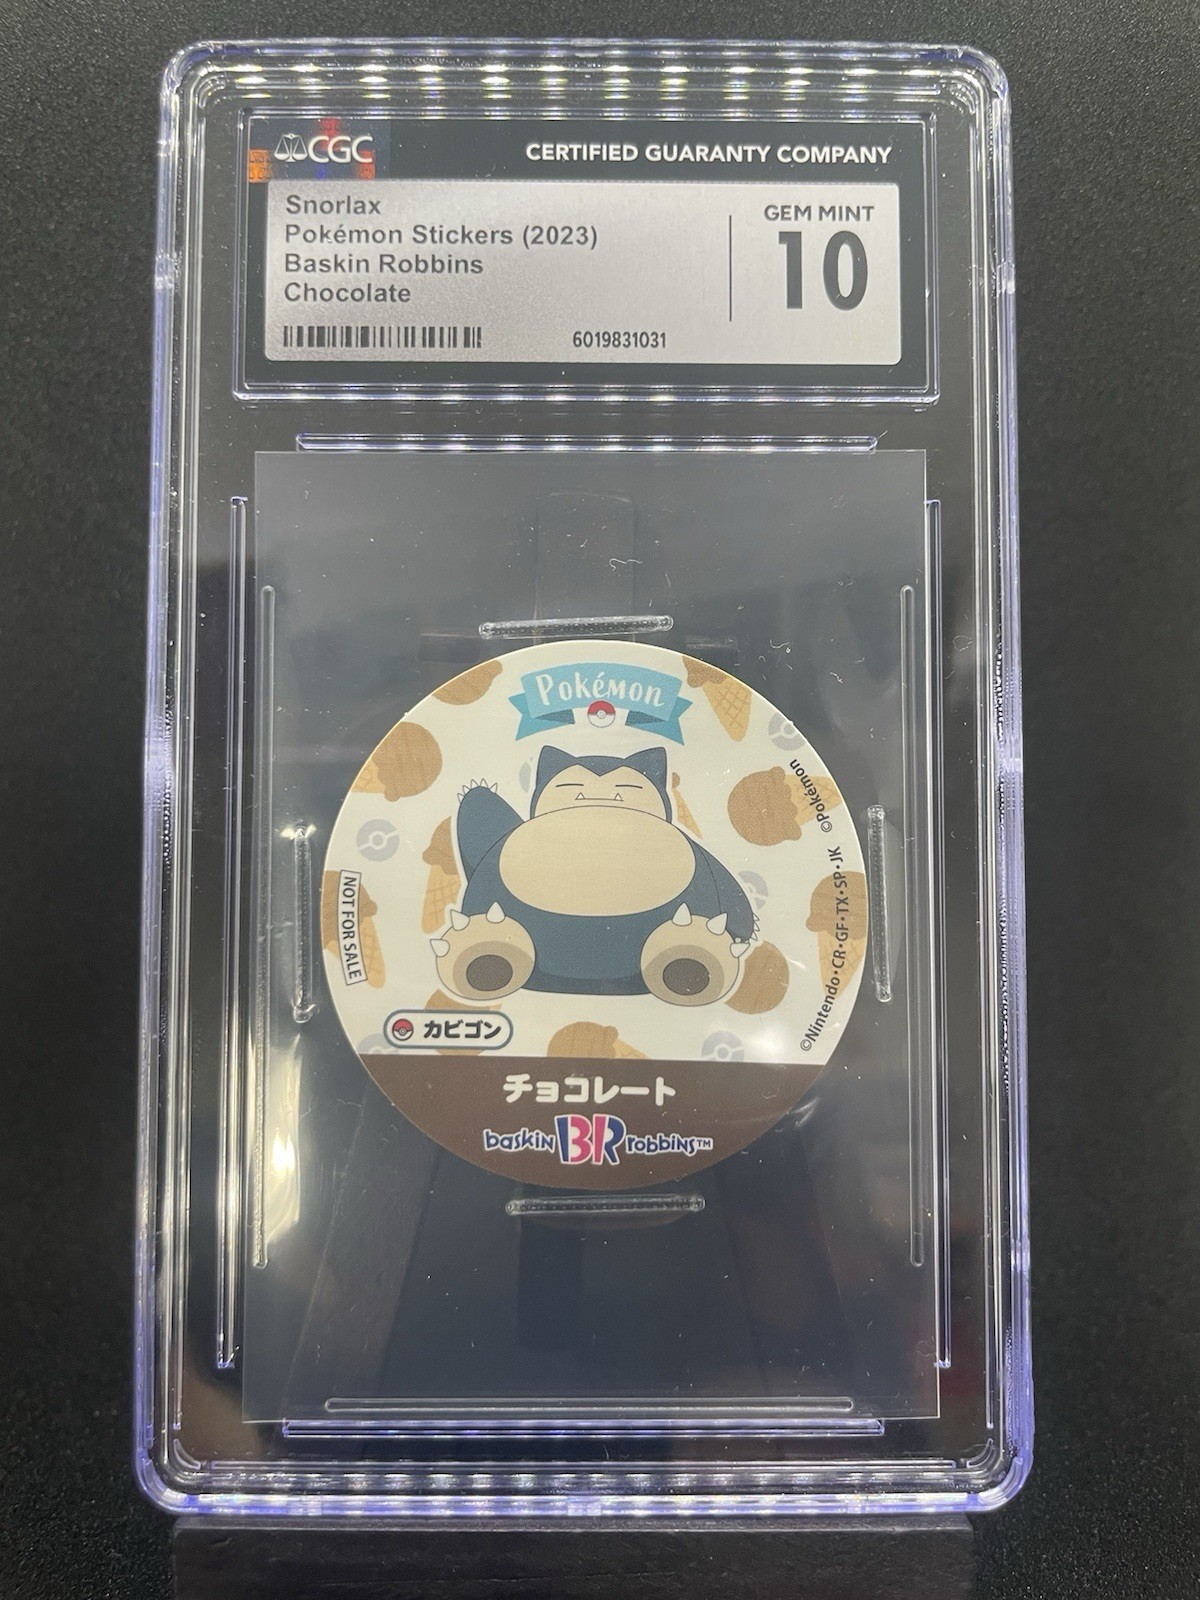 CGC
CERTIFIED GUARANTY COMPANY
Snorlax
Pokémon Stickers (2023)
Baskin Robbins
Chocolate
GEM MINT
10
6019831031
Pokémon
©Pokémon
©Nintendo・CR・GF・TX・SP・JK
NOT FOR SALE
カビゴン
チョコレート
baskin BR robbins™